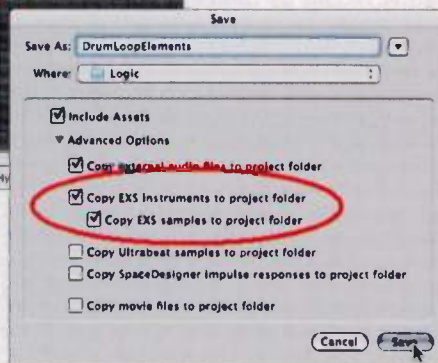 Save
Save As: DrumLoopElements
Where: Logic
Include Assets
Advanced Options
Copy external audio files to project folder
Copy EXS Instruments to project folder
Copy EXS samples to project folder
Copy Ultrabeat samples to project folder
Copy SpaceDesigner impulse responses to project folder
Copy movie files to project folder
Cancel
Save